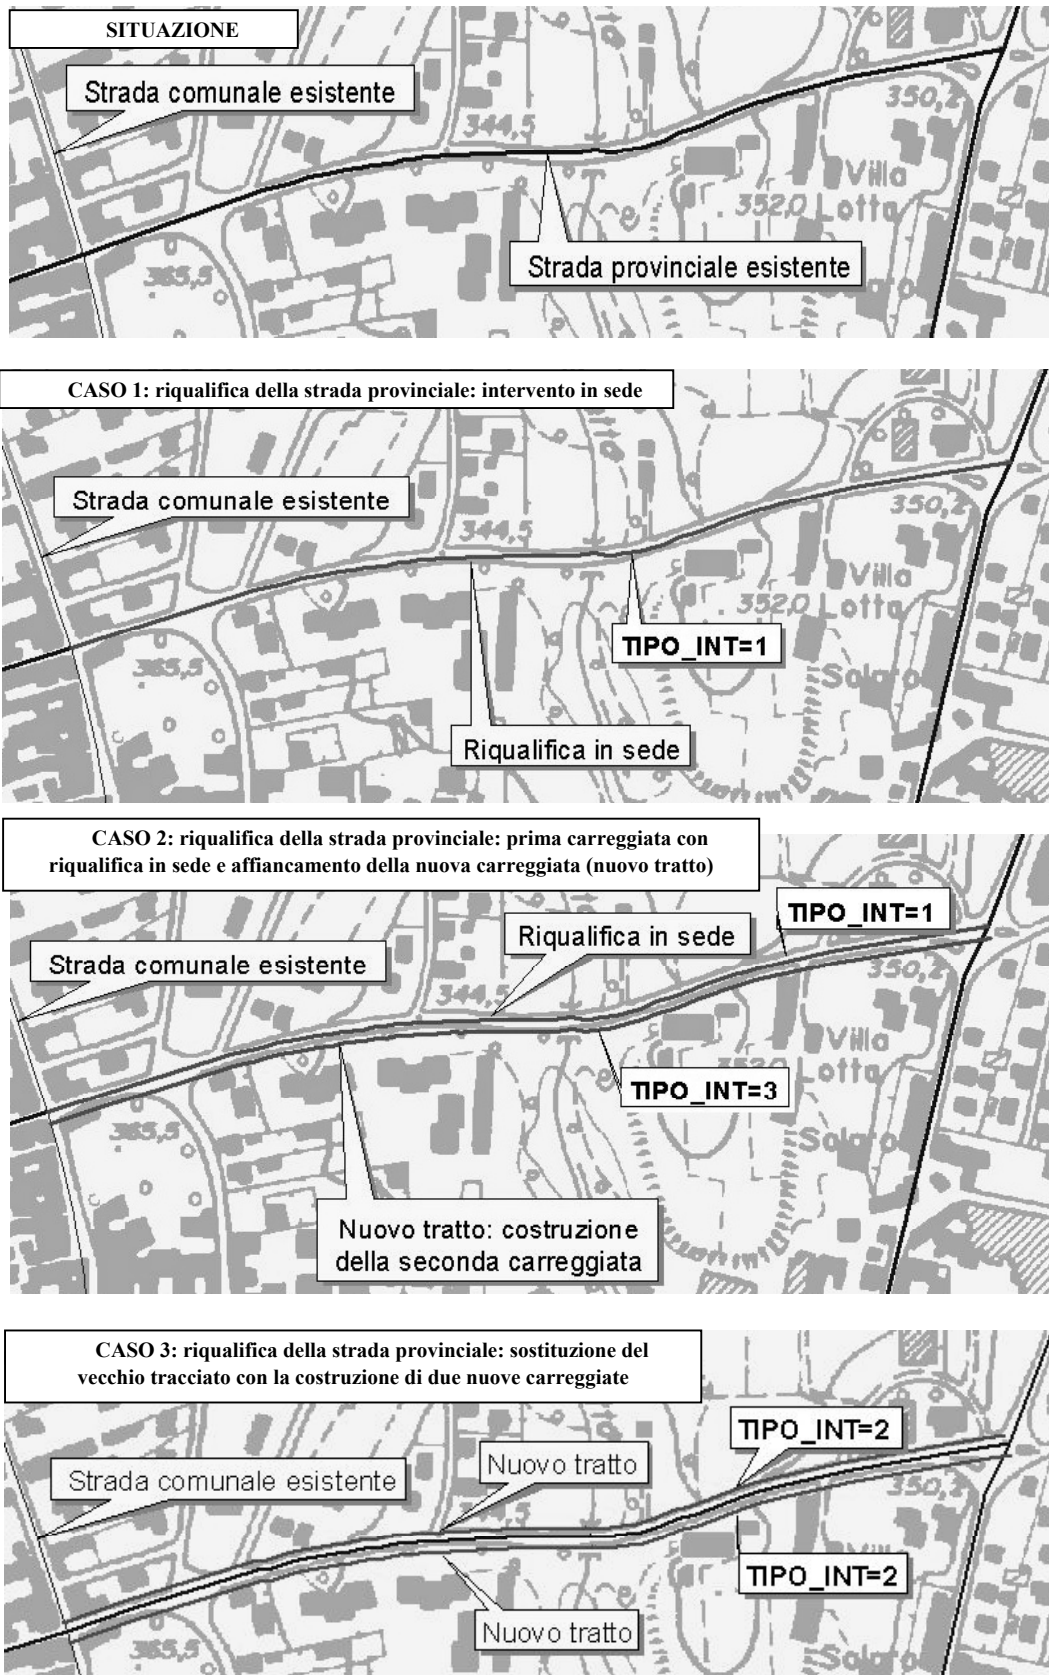 SITUAZIONE
Strada comunale esistente
344,5
350,2
Villa
352,0 Lotta
Strada provinciale esistente
Solaro
365,5
CASO 1: riqualifica della strada provinciale: intervento in sede
Strada comunale esistente
344,5
350,2
Villa
352,0 Lotta
TIPO_INT=1
365,5
Solaro
Riqualifica in sede
CASO 2: riqualifica della strada provinciale: prima carreggiata con
riqualifica in sede e affiancamento della nuova carreggiata (nuovo tratto)
TIPO_INT=1
Riqualifica in sede
Strada comunale esistente
350,2
344,5
Villa
352,0 Lotta
TIPO_INT=3
365,5
Solaro
Nuovo tratto: costruzione
della seconda carreggiata
CASO 3: riqualifica della strada provinciale: sostituzione del
vecchio tracciato con la costruzione di due nuove carreggiate
TIPO_INT=2
Nuovo tratto
Strada comunale esistente
350,2
TIPO_INT=2
Nuovo tratto
365,5
Solaro